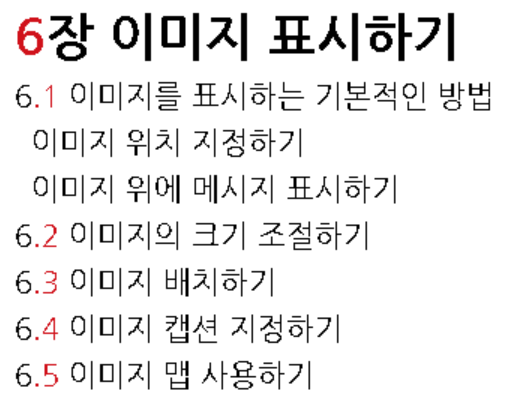 6장 이미지 표시하기
6.1 이미지를 표시하는 기본적인 방법
이미지 위치 지정하기
이미지 위에 메시지 표시하기
6.2 이미지의 크기 조절하기
6.3 이미지 배치하기
6.4 이미지 캡션 지정하기
6.5 이미지 맵 사용하기